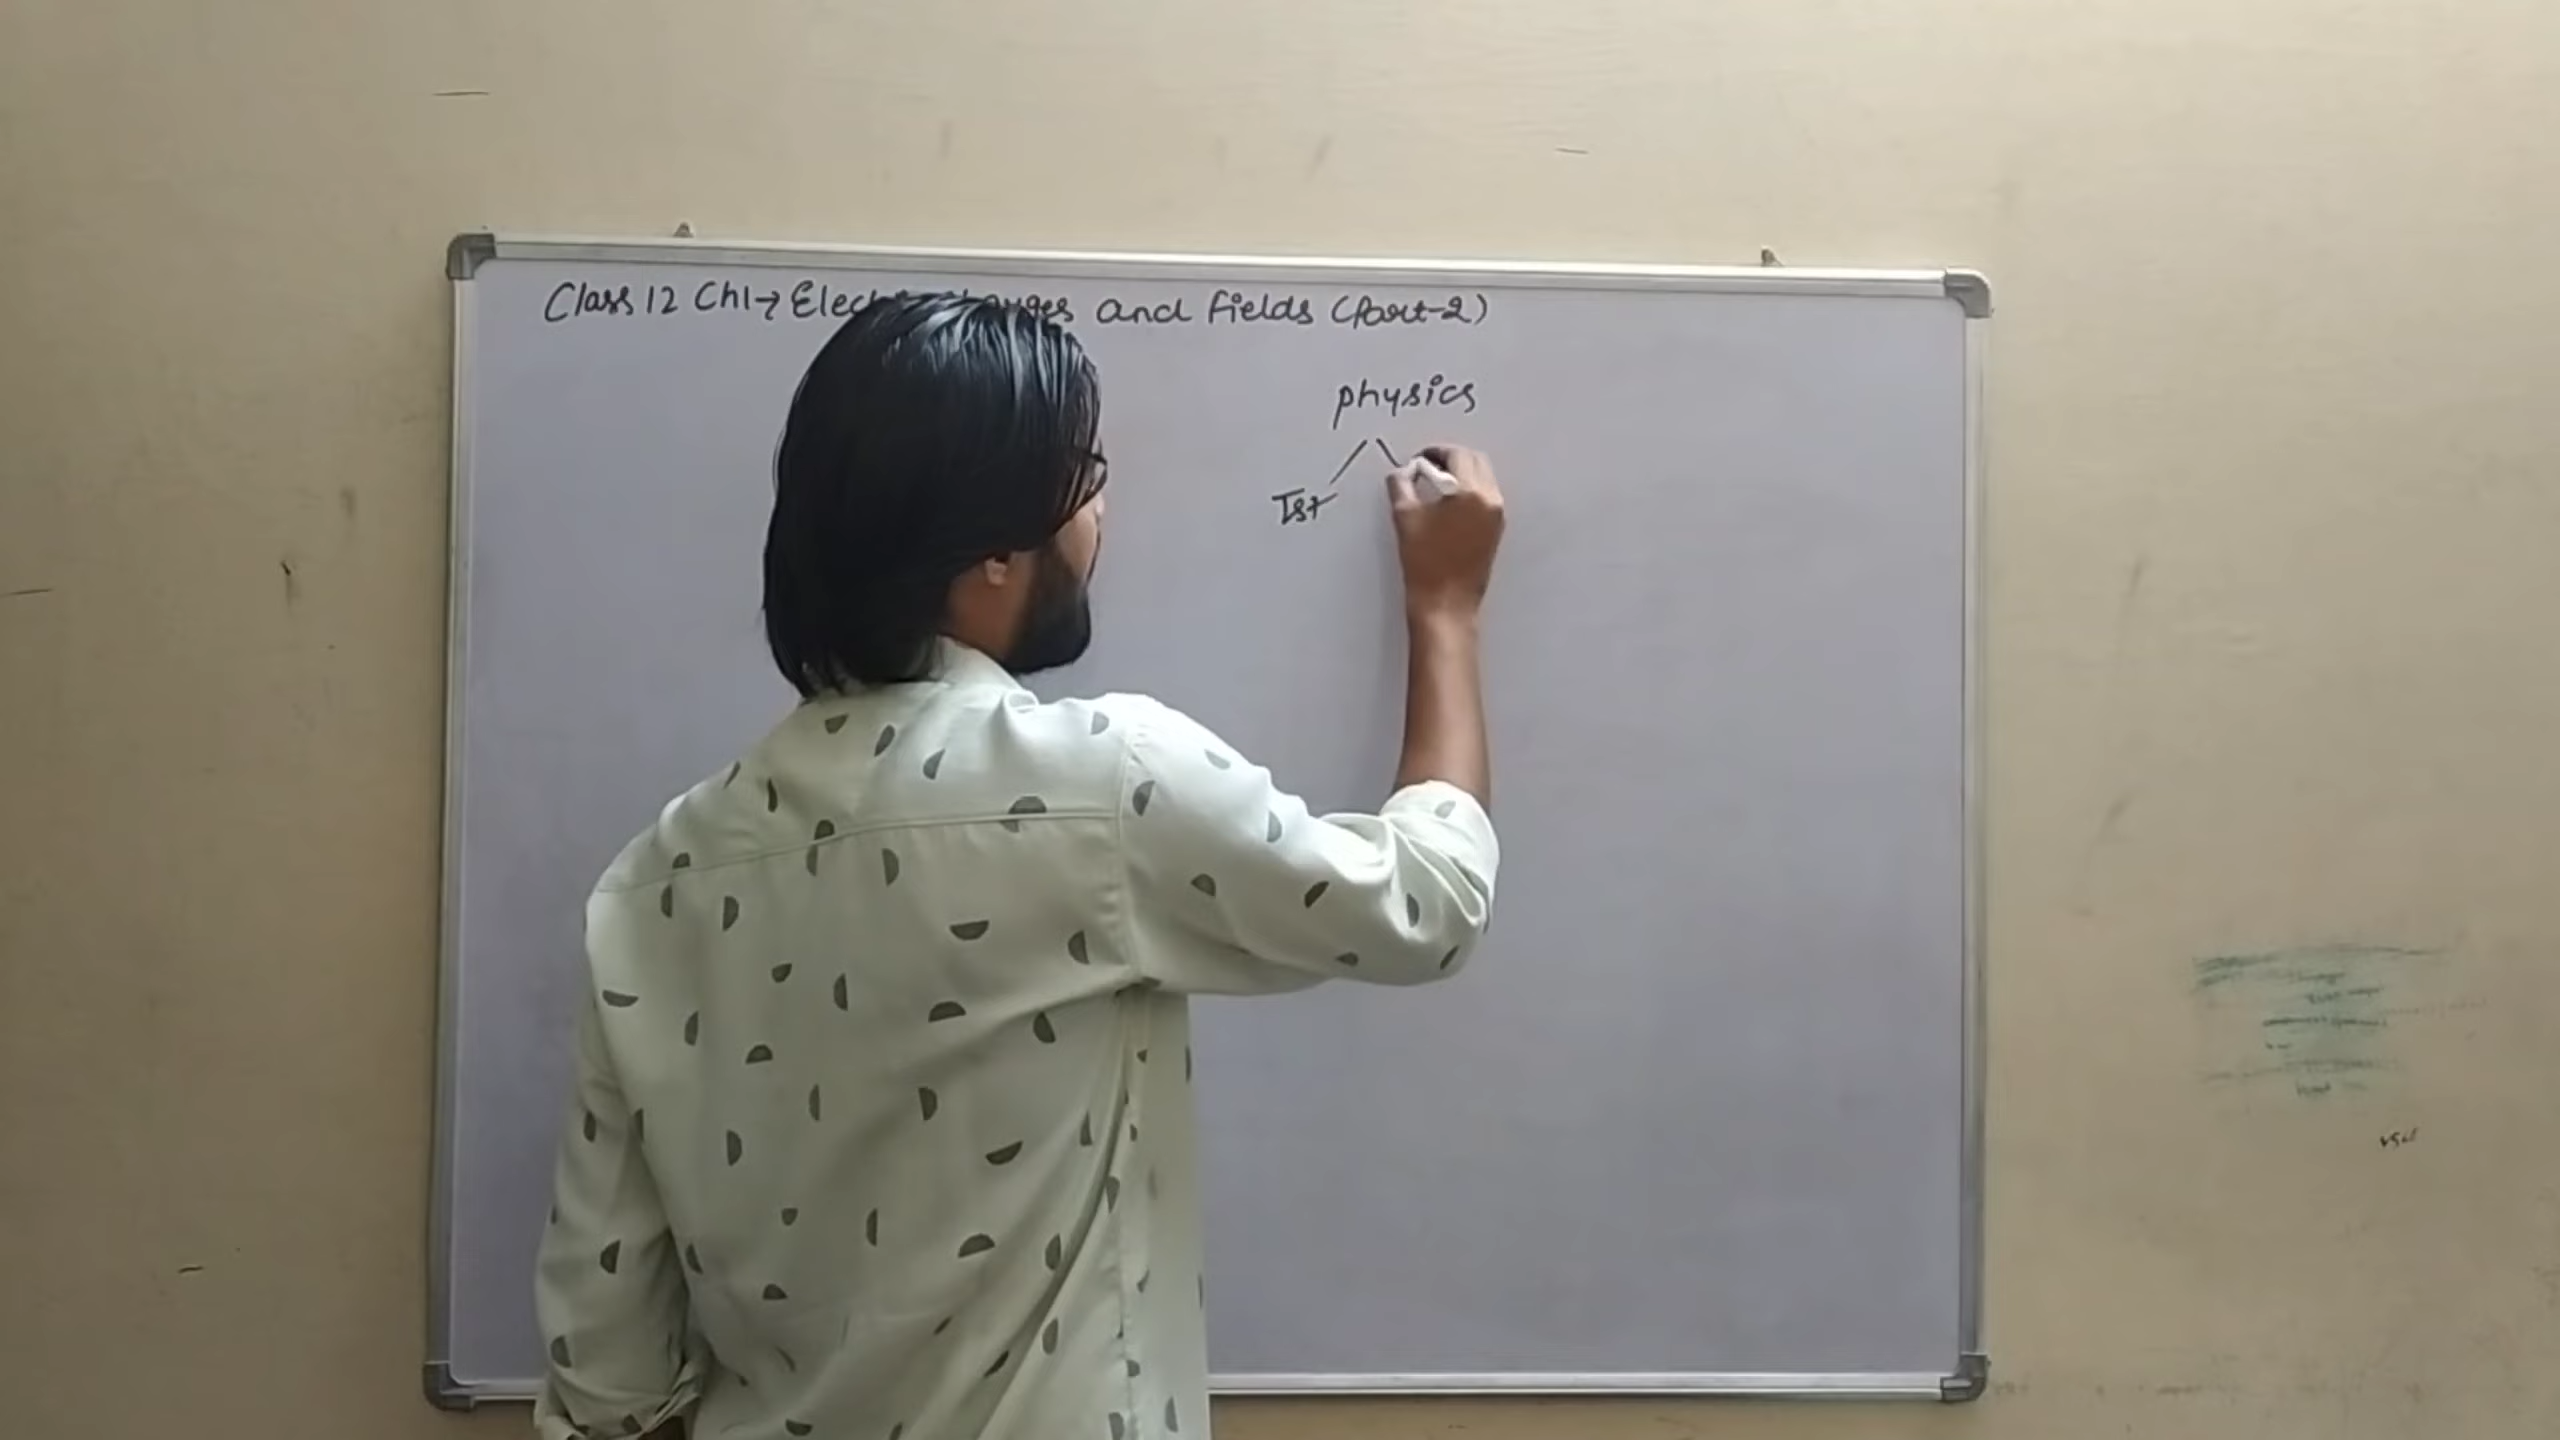 Class 12 Ch1→ Elec and fields (Part-2)
physics
Ist